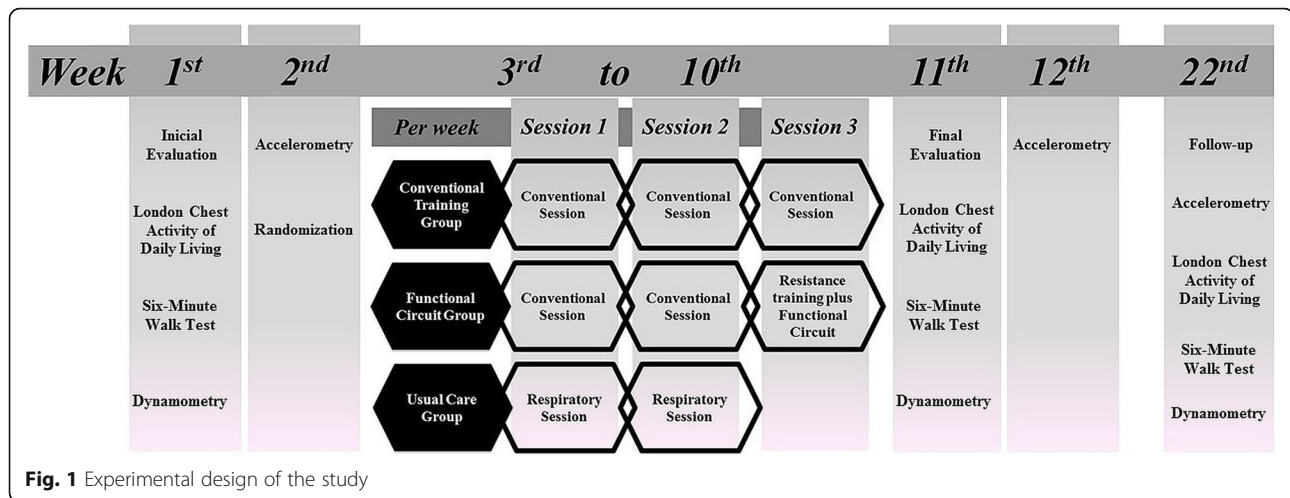 Week 1st 2nd 3rd to 10th 11th 12th 22nd
Inicial
Evaluation
London Chest
Activity of
Daily Living
Six-Minute
Walk Test
Dynamometry
Accelerometry
Randomization
Per week Session 1 Session 2 Session 3
Conventional
Training
Group
Conventional
Session
Conventional
Session
Conventional
Session
Functional
Circuit Group
Conventional
Session
Conventional
Session
Resistance
training plus
Functional
Circuit
Usual Care
Group
Respiratory
Session
Respiratory
Session
Final
Evaluation
London Chest
Activity of
Daily Living
Six-Minute
Walk Test
Dynamometry
Accelerometry
Follow-up
Accelerometry
London Chest
Activity of
Daily Living
Six-Minute
Walk Test
Dynamometry
Fig. 1 Experimental design of the study